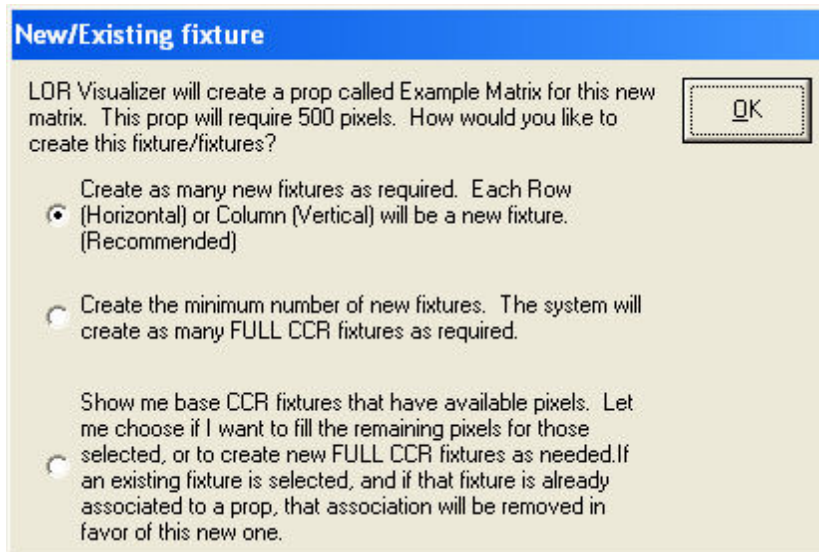 New/Existing fixture
LOR Visualizer will create a prop called Example Matrix for this new
matrix.  This prop will require 500 pixels.  How would you like to
create this fixture/fixtures?
OK
Create as many new fixtures as required.  Each Row
(Horizontal) or Column (Vertical) will be a new fixture.
(Recommended)
Create the minimum number of new fixtures.  The system will
create as many FULL CCR fixtures as required.
Show me base CCR fixtures that have available pixels.  Let
me choose if I want to fill the remaining pixels for those
selected, or to create new FULL CCR fixtures as needed.If
an existing fixture is selected, and if that fixture is already
associated to a prop, that association will be removed in
favor of this new one.